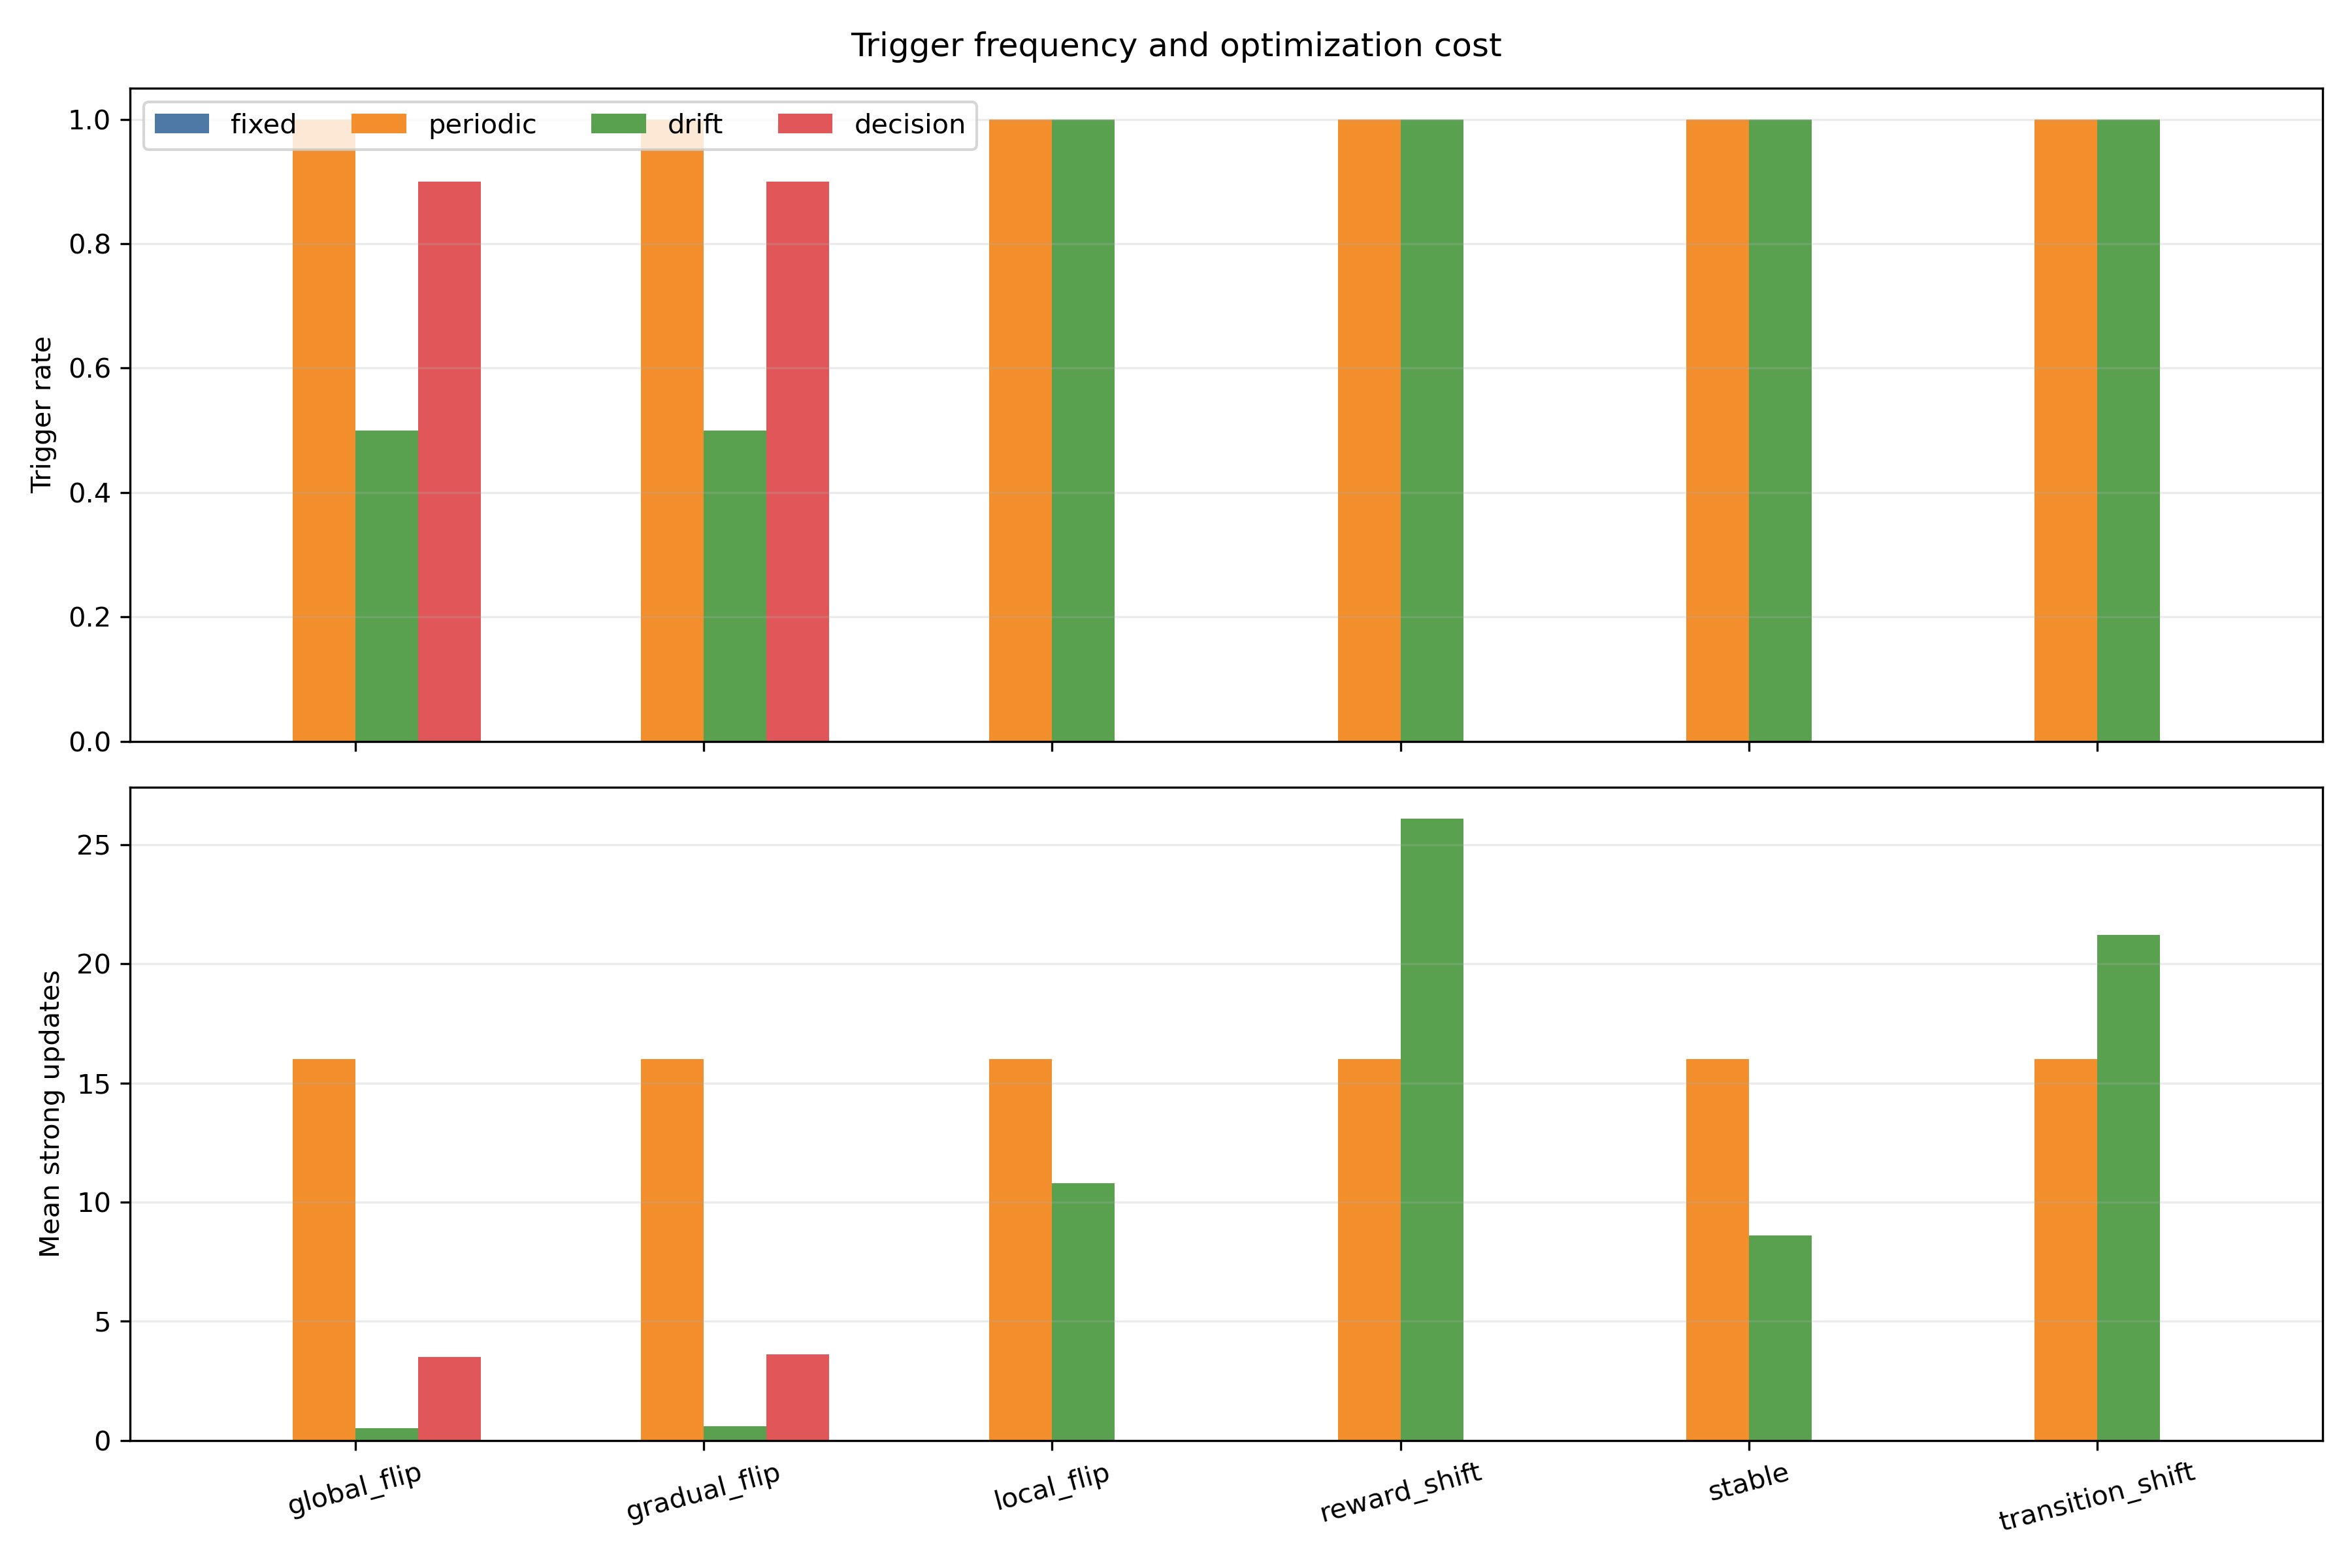 Trigger frequency and optimization cost
fixed periodic drift decision
Trigger rate
1.0
0.8
0.6
0.4
0.2
0.0
Mean strong updates
25
20
15
10
5
0
global_flip gradual_flip local_flip reward_shift stable transition_shift